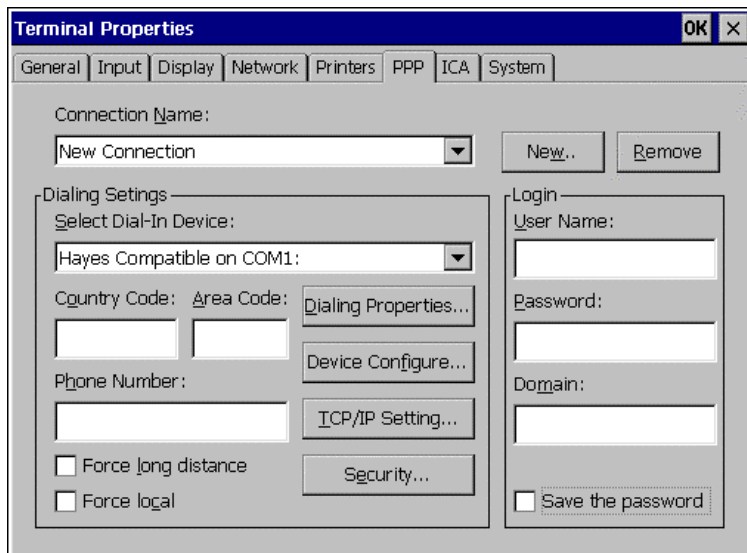 Terminal Properties OK ×
General Input Display Network Printers PPP ICA System
Connection Name:
New Connection
New.. Remove
Dialing Setings
Select Dial-In Device:
Hayes Compatible on COM1:
Country Code: Area Code:
Dialing Properties...
Device Configure...
Phone Number:
TCP/IP Setting...
Force long distance
Security...
Force local
Login
User Name:
Password:
Domain:
Save the password